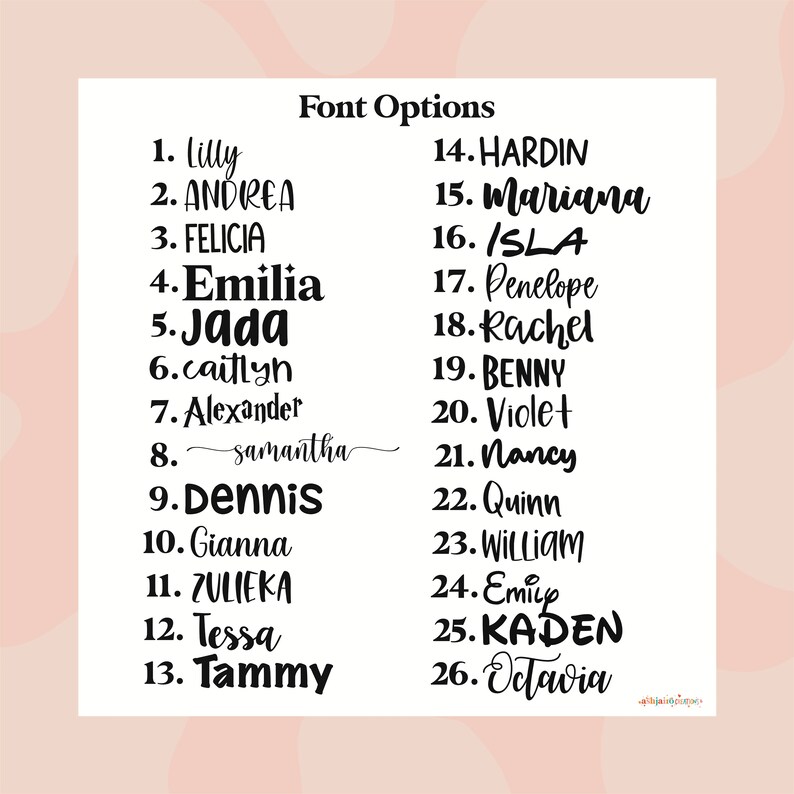 Font Options
1. Lilly
2. ANDREA
3. FELICIA
4. Emilia
5. Jada
6. caitlyn
7. Alexander
8. samantha
9. Dennis
10. Gianna
11. ZULIEKA
12. Tessa
13. Tammy
14. HARDIN
15. Mariana
16. ISLA
17. Penelope
18. Rachel
19. BENNY
20. Violet
21. Nancy
22. Quinn
23. WILLIAM
24. Emily
25. KADEN
26. Octavia
CREATIONS